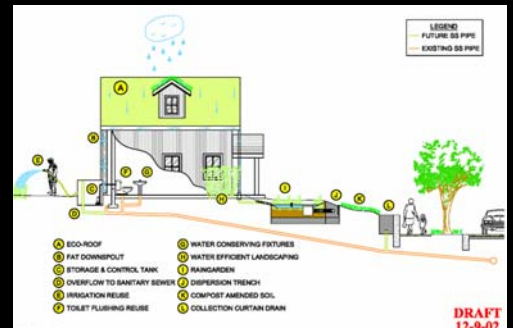 LEGEND
FUTURE SS PIPE
EXISTING SS PIPE
A
B
E
F
G
C
D
H
I
J
K
L
A ECO-ROOF
B FAT DOWNSPOUT
C STORAGE & CONTROL TANK
D OVERFLOW TO SANITARY SEWER
E IRRIGATION REUSE
F TOILET FLUSHING REUSE
G WATER CONSERVING FIXTURES
H WATER EFFICIENT LANDSCAPING
I RAINGARDEN
J DISPERSION TRENCH
K COMPOST AMENDED SOIL
L COLLECTION CURTAIN DRAIN
DRAFT
12-9-02